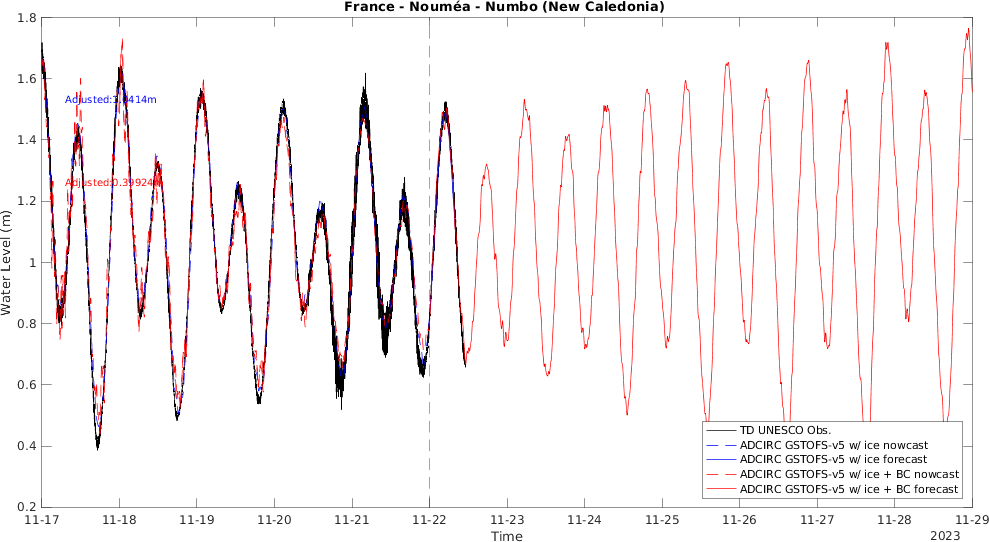 France - Nouméa - Numbo (New Caledonia)
Water Level (m)
1.8
1.6
1.4
1.2
1
0.8
0.6
0.4
0.2
Adjusted:0.39924m
TD UNESCO Obs.
ADCIRC GSTOFS-v5 w/ ice nowcast
ADCIRC GSTOFS-v5 w/ ice forecast
ADCIRC GSTOFS-v5 w/ ice + BC nowcast
ADCIRC GSTOFS-v5 w/ ice + BC forecast
11-17 11-18 11-19 11-20 11-21 11-22 11-23 11-24 11-25 11-26 11-27 11-28 11-29
Time
2023